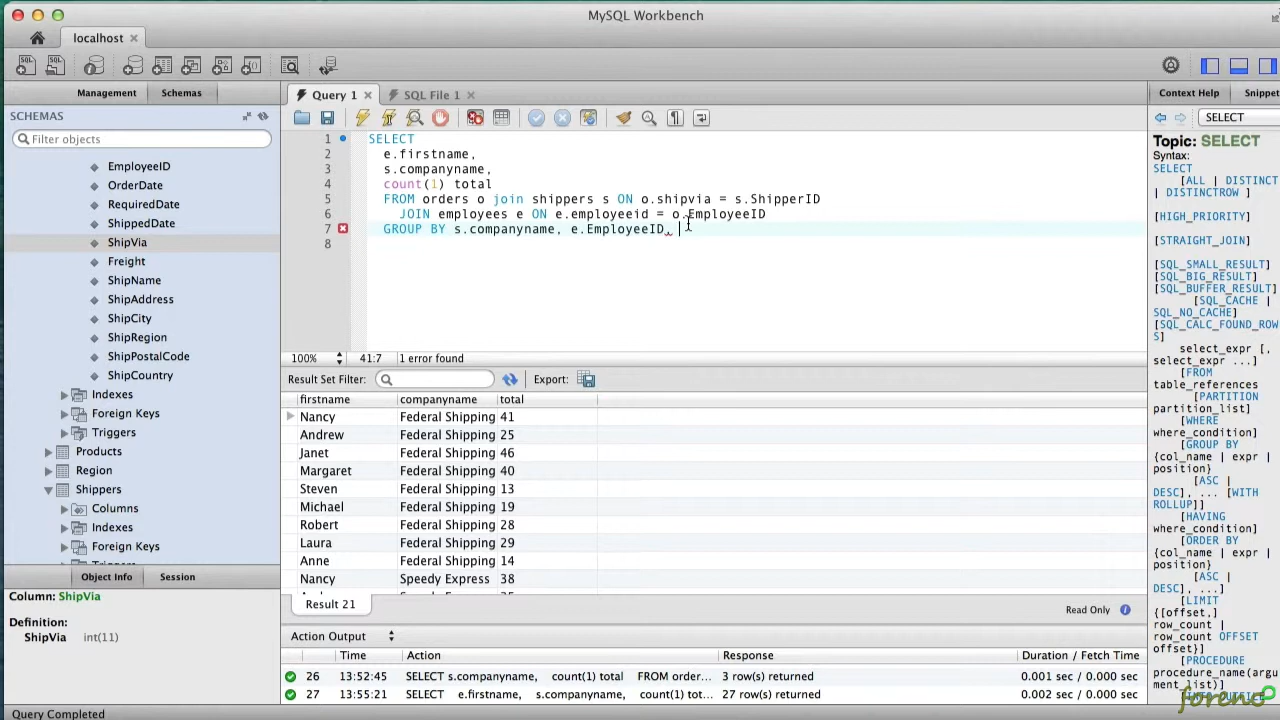 MySQL Workbench
localhost
Management Schemas
SCHEMAS
Filter objects
EmployeeID
OrderDate
RequiredDate
ShippedDate
ShipVia
Freight
ShipName
ShipAddress
ShipCity
ShipRegion
ShipPostalCode
ShipCountry
Indexes
Foreign Keys
Triggers
Products
Region
Shippers
Columns
Indexes
Foreign Keys
Object Info Session
Column: ShipVia
Definition:
ShipVia int(11)
Query 1 SQL File 1
1 SELECT
2 e.firstname,
3 s.companyname,
4 count(1) total
5 FROM orders o join shippers s ON o.shipvia = s.ShipperID
6 JOIN employees e ON e.employeeid = o.EmployeeID
7 GROUP BY s.companyname, e.EmployeeID,
8
100% 41:7 1 error found
Result Set Filter: Export:
firstname companyname total
Nancy Federal Shipping 41
Andrew Federal Shipping 25
Janet Federal Shipping 46
Margaret Federal Shipping 40
Steven Federal Shipping 13
Michael Federal Shipping 19
Robert Federal Shipping 28
Laura Federal Shipping 29
Anne Federal Shipping 14
Nancy Speedy Express 38
Result 21
Read Only
Action Output
Time Action Response Duration / Fetch Time
26 13:52:45 SELECT s.companyname, count(1) total FROM order... 3 row(s) returned 0.001 sec / 0.000 sec
27 13:55:21 SELECT e.firstname, s.companyname, count(1) tot... 27 row(s) returned 0.002 sec / 0.000 sec
Query Completed
Context Help Snippet
SELECT
Topic: SELECT
Syntax:
SELECT
[ALL | DISTINCT
| DISTINCTROW ]
[HIGH_PRIORITY]
[STRAIGHT_JOIN]
[SQL_SMALL_RESULT]
[SQL_BIG_RESULT]
[SQL_BUFFER_RESULT]
[SQL_CACHE |
SQL_NO_CACHE]
[SQL_CALC_FOUND_ROW
S]
select_expr [,
select_expr ...]
[FROM
table_references
[PARTITION
partition_list]
[WHERE
where_condition]
[GROUP BY
{col_name | expr |
position}
[ASC |
DESC], ... [WITH
ROLLUP]]
[HAVING
where_condition]
[ORDER BY
{col_name | expr |
position}
[ASC |
DESC], ...]
[LIMIT
{[offset,]
row_count |
row_count OFFSET
offset}]
[PROCEDURE
procedure_name(argu
ment_list)]